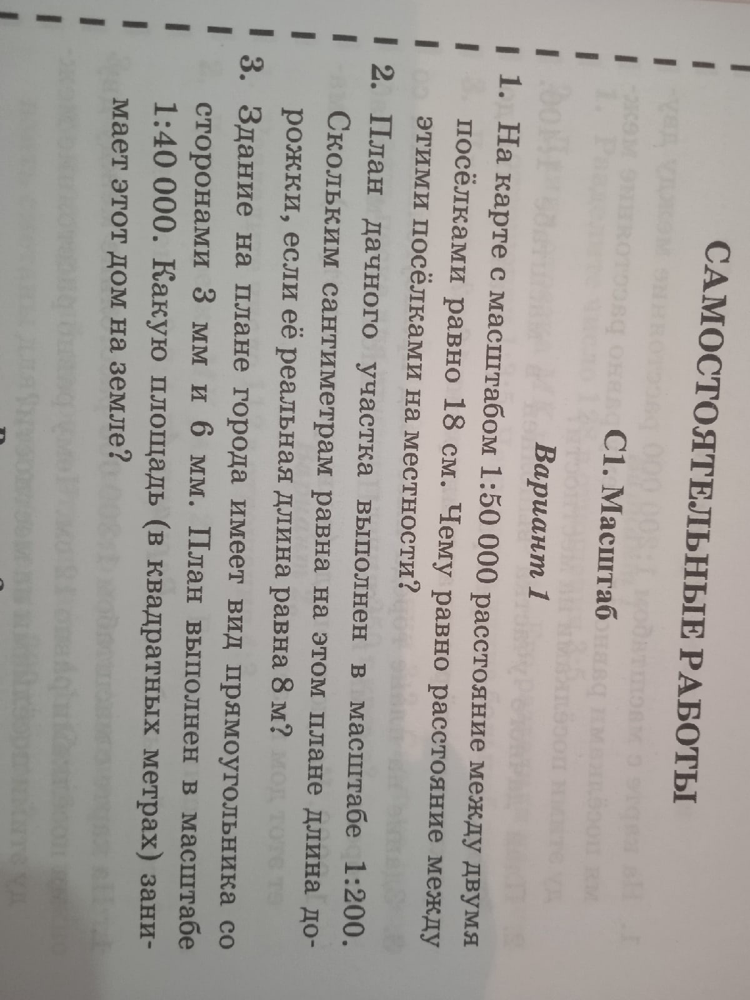 САМОСТОЯТЕЛЬНЫЕ РАБОТЫ
С1. Масштаб
Вариант 1
1. На карте с масштабом 1:50 000 расстояние между двумя
посёлками равно 18 см. Чему равно расстояние между
этими посёлками на местности?
2. План дачного участка выполнен в масштабе 1:200.
Скольким сантиметрам равна на этом плане длина до-
рожки, если её реальная длина равна 8 м?
3. Здание на плане города имеет вид прямоугольника со
сторонами 3 мм и 6 мм. План выполнен в масштабе
1:40 000. Какую площадь (в квадратных метрах) зани-
мает этот дом на земле?